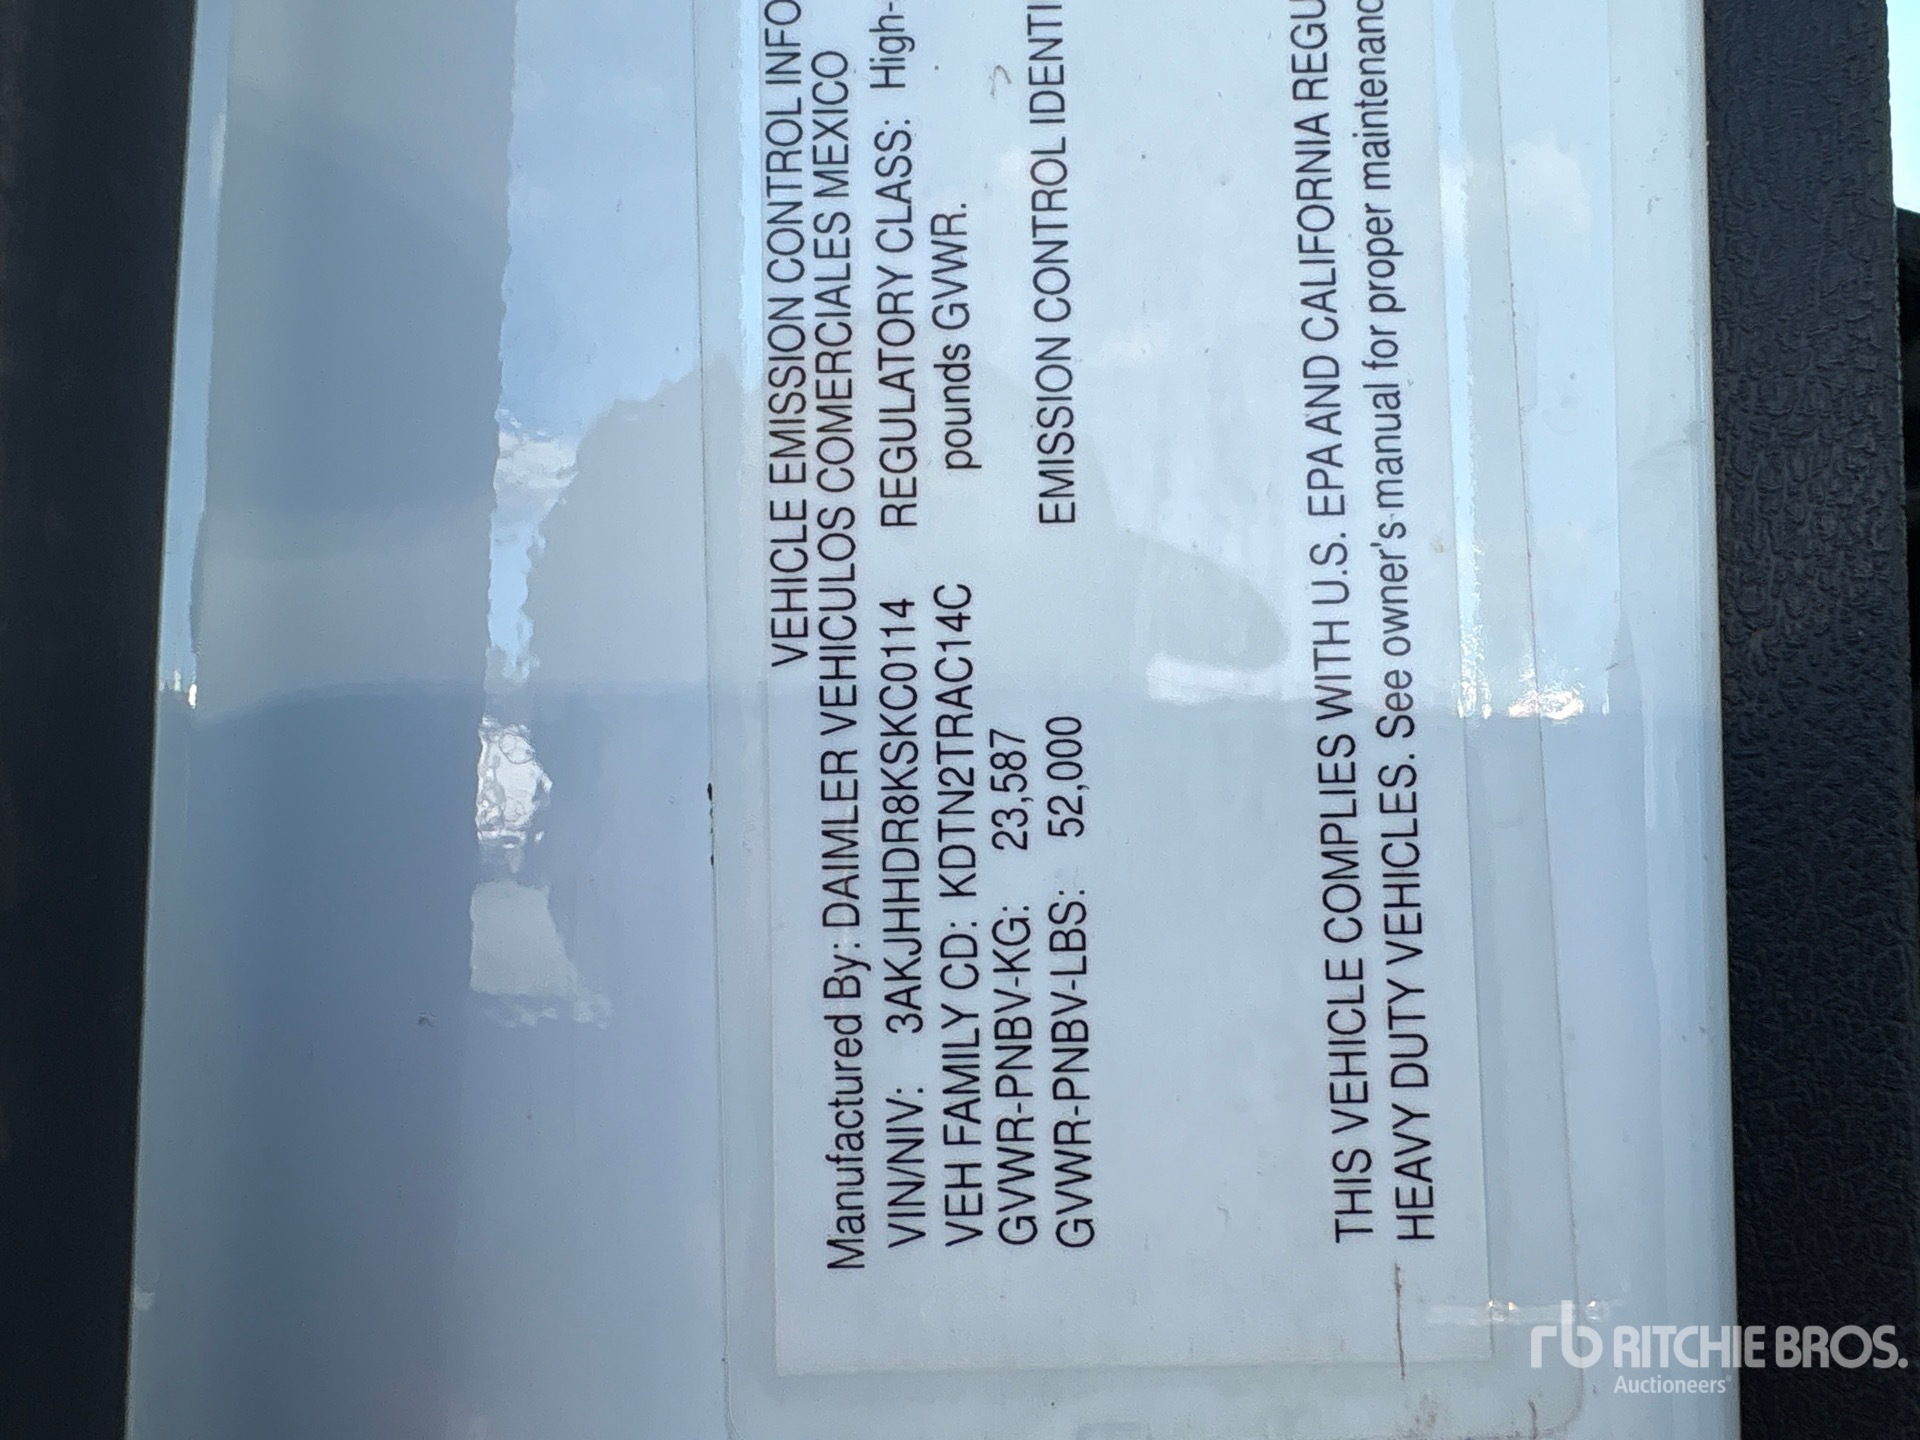 VEHICLE EMISSION CONTROL INFO
Manufactured By: DAIMLER VEHICULOS COMERCIALES MEXICO
VIN/NIV: 3AKJHHDR8KSKC0114 REGULATORY CLASS: High-
VEH FAMILY CD: KDTN2TRAC14C pounds GVWR.
GVWR-PNBV-KG: 23,587
GVWR-PNBV-LBS: 52,000 EMISSION CONTROL IDENTI
THIS VEHICLE COMPLIES WITH U.S. EPA AND CALIFORNIA REGU
HEAVY DUTY VEHICLES. See owner's manual for proper maintenanc
rb RITCHIE BROS.
Auctioneers